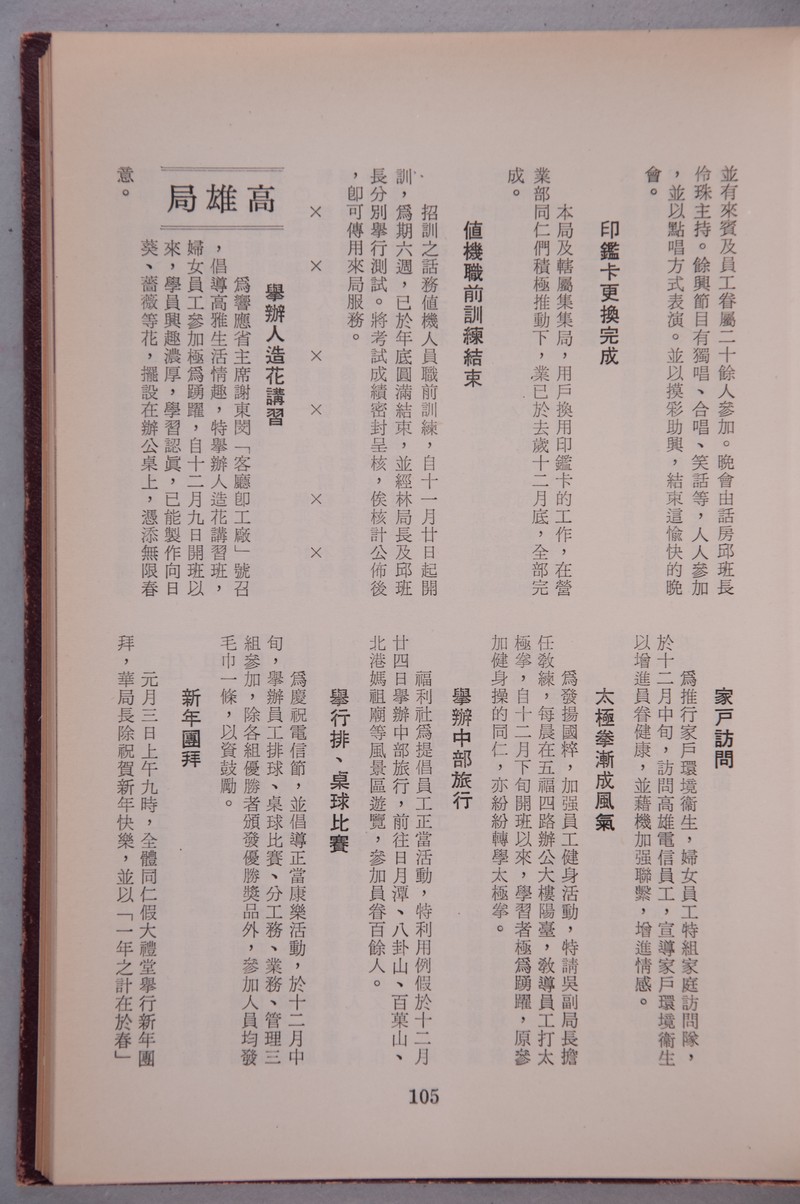 並有來賓及員工眷屬二十餘人參加。晚會由話房邱班長
伶珠主持。餘興節目有獨唱、合唱、笑話等，人人參加
，並以點唱方式表演。並以摸彩助興，結束這愉快的晚
會。
印鑑卡更換完成
本局及轄屬集集局，用戶換用印鑑卡的工作，在營
業部同仁們積極推動下，業已於去歲十二月底，全部完
成。
値機職前訓練結束
招訓之話務値機人員職前訓練，自十一月廿日起開
訓，爲期六週，已於年底圓滿結束，並經林局長及邱班
長分別舉行測試。將考試成績密封呈核，俟核計公佈後
，卽可傳用來局服務。
× × × × × ×
高雄局
舉辦人造花講習
爲響應省主席謝東閔「客廳卽工廠」號召
，倡導高雅生活情趣，特舉辦人造花講習班，
婦女員工參加極爲踴躍，自十二月九日開班以
來，學員興趣濃厚，學習認眞，已能製作向日
葵、薔薇等花，擺設在辦公桌上，憑添無限春
意。
家戶訪問
爲推行家戶環境衞生，婦女員工特組家庭訪問隊，
於十二月中旬，訪問高雄電信員工，宣導家戶環境衞生
以增進員眷健康，並藉機加强聯繫，增進情感。
太極拳漸成風氣
爲發揚國粹，加强員工健身活動，特請吳副局長擔
任敎練，每晨在五福四路辦公大樓陽臺，敎導員工打太
極拳，自十二月下旬開班以來，學習者極爲踴躍，原參
加健身操的同仁，亦紛紛轉學太極拳。
舉辦中部旅行
福利社爲提倡員工正當活動，特利用例假於十二月
廿四日舉辦中部旅行，前往日月潭、八卦山、百菓山、
北港媽祖廟等風景區遊覽，參加員眷百餘人。
舉行排、桌球比賽
爲慶祝電信節，並倡導正當康樂活動，於十二月中
旬，舉辦員工排球、桌球比賽、分工務、業務、管理三
組參加，除各組優勝者頒發優勝獎品外，參加人員均發
毛巾一條，以資鼓勵。
新年團拜
元月三日上午九時，全體同仁假大禮堂舉行新年團
拜，華局長除祝賀新年快樂，並以「一年之計在於春」
105